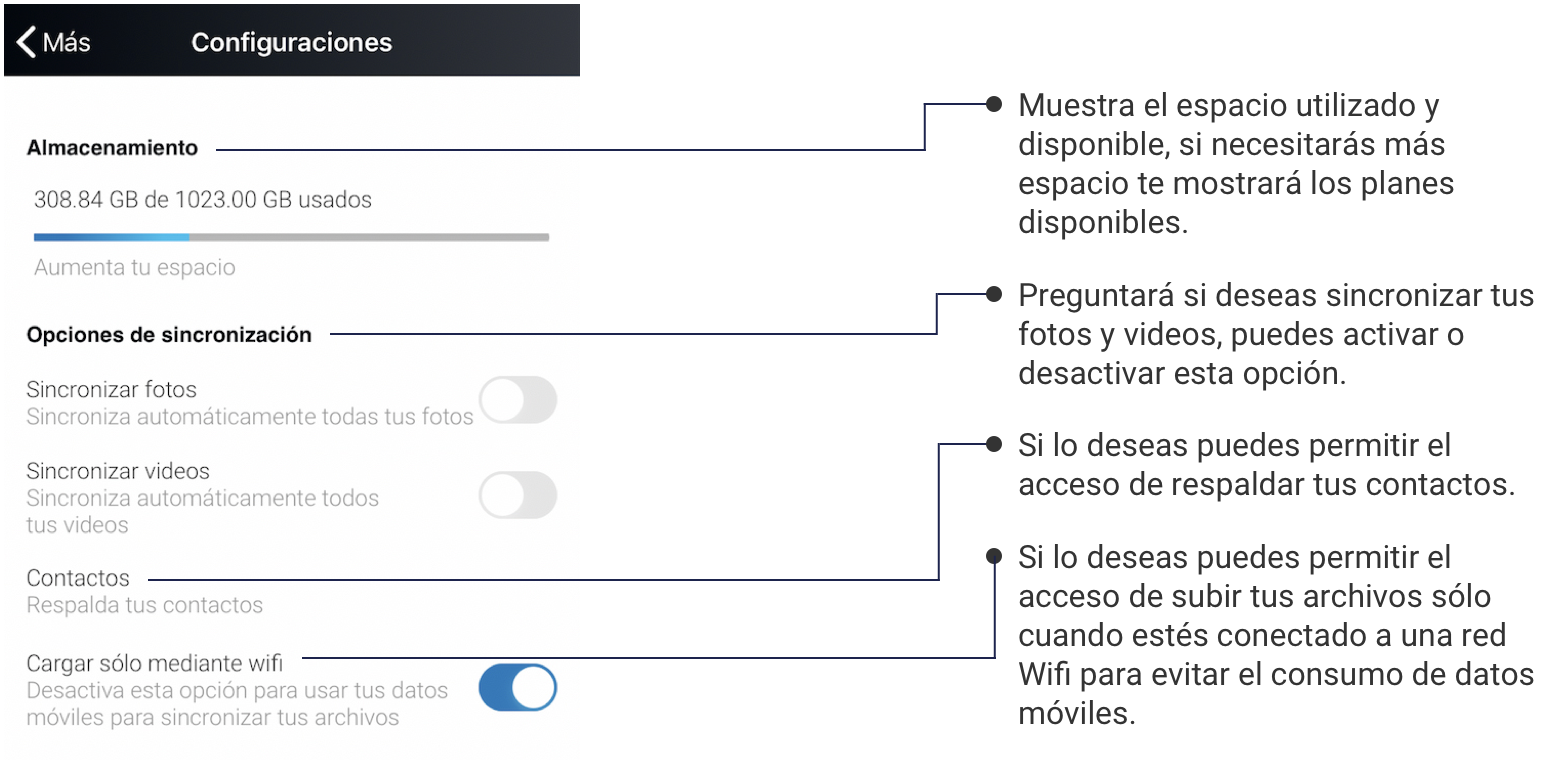 Más
Configuraciones
Almacenamiento
308.84 GB de 1023.00 GB usados
Aumenta tu espacio
Opciones de sincronización
Sincronizar fotos
Sincroniza automáticamente todas tus fotos
Sincronizar videos
Sincroniza automáticamente todos
tus videos
Contactos
Respalda tus contactos
Cargar sólo mediante wifi
Desactiva esta opción para usar tus datos
móviles para sincronizar tus archivos
Muestra el espacio utilizado y
disponible, si necesitarás más
espacio te mostrará los planes
disponibles.
Preguntará si deseas sincronizar tus
fotos y videos, puedes activar o
desactivar esta opción.
Si lo deseas puedes permitir el
acceso de respaldar tus contactos.
Si lo deseas puedes permitir el
acceso de subir tus archivos sólo
cuando estés conectado a una red
Wifi para evitar el consumo de datos
móviles.